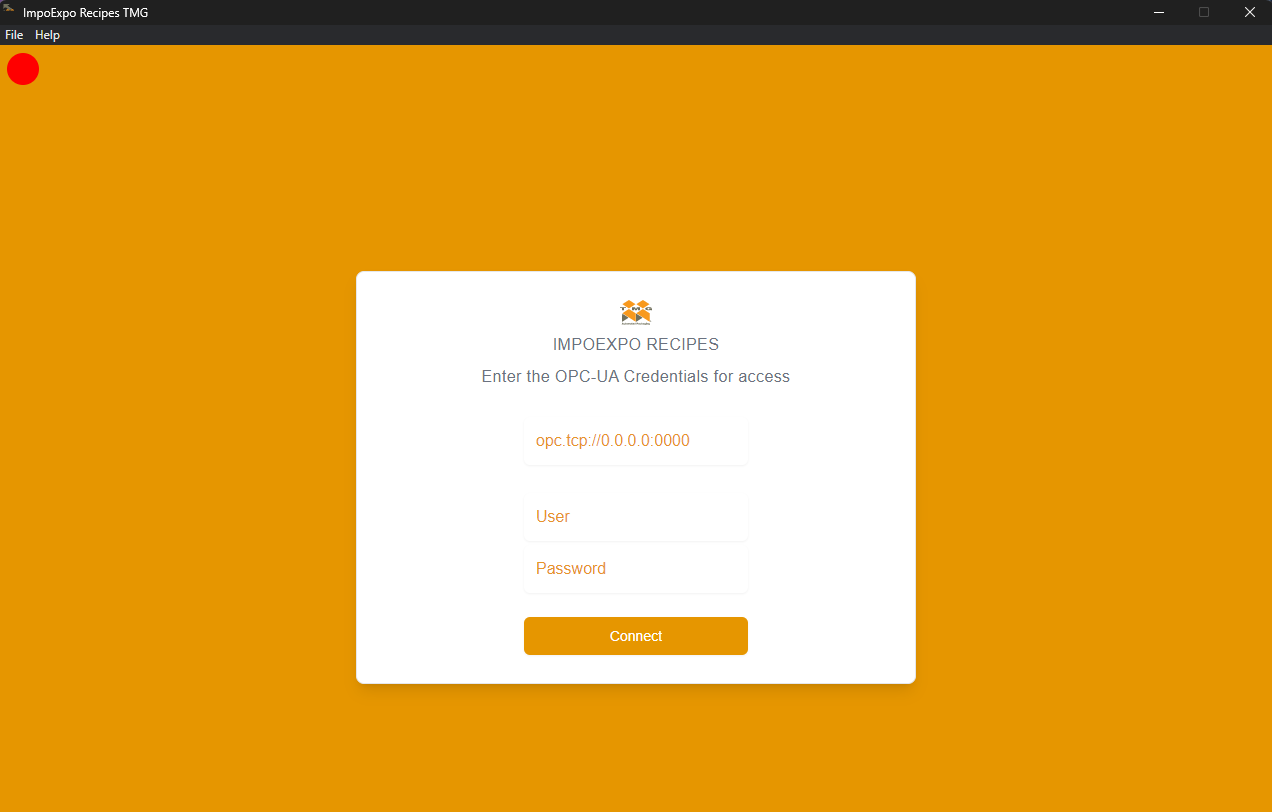 ImpoExpo Recipes TMG
File Help
TMG
IMPOEXPO RECIPES
Enter the OPC-UA Credentials for access
opc.tcp://0.0.0.0:0000
User
Password
Connect